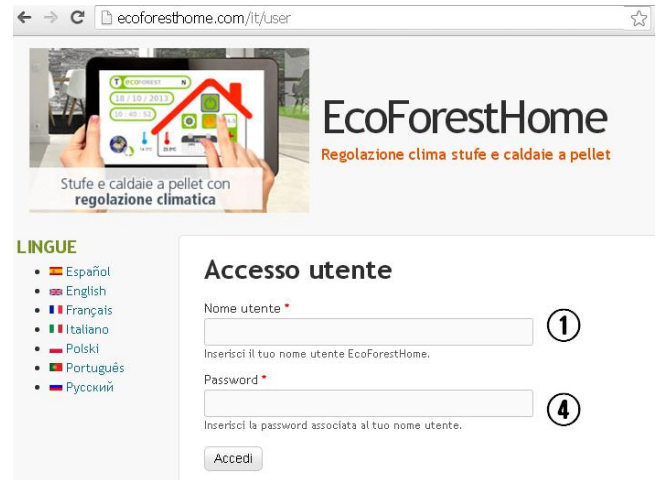 ecoforesthome.com/it/user
T ecoforest N
18 / 10 / 2013
10 : 40 : 52
Stufe e caldaie a pellet con
regolazione climatica
EcoForestHome
Regolazione clima stufe e caldaie a pellet
LINGUE
Español
English
Français
Italiano
Polski
Português
Русский
Accesso utente
Nome utente *
1
Inserisci il tuo nome utente EcoForestHome.
Password *
4
Inserisci la password associata al tuo nome utente.
Accedi